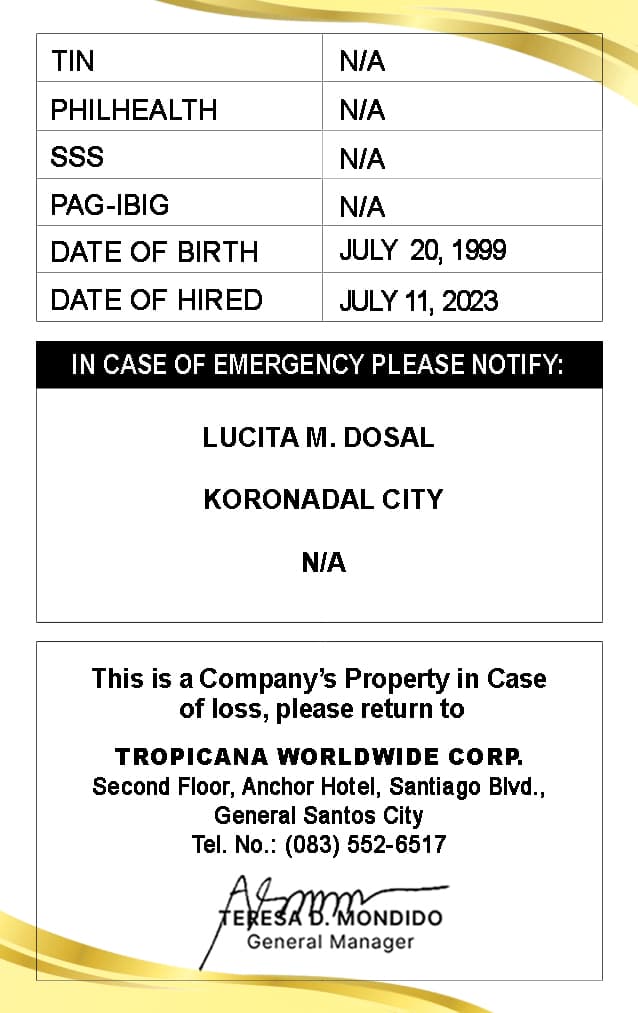 TIN N/A
PHILHEALTH N/A
SSS N/A
PAG-IBIG N/A
DATE OF BIRTH JULY 20, 1999
DATE OF HIRED JULY 11, 2023
IN CASE OF EMERGENCY PLEASE NOTIFY:
LUCITA M. DOSAL
KORONADAL CITY
N/A
This is a Company's Property in Case
of loss, please return to
TROPICANA WORLDWIDE CORP.
Second Floor, Anchor Hotel, Santiago Blvd.,
General Santos City
Tel. No.: (083) 552-6517
TERESA D. MONDIDO
General Manager